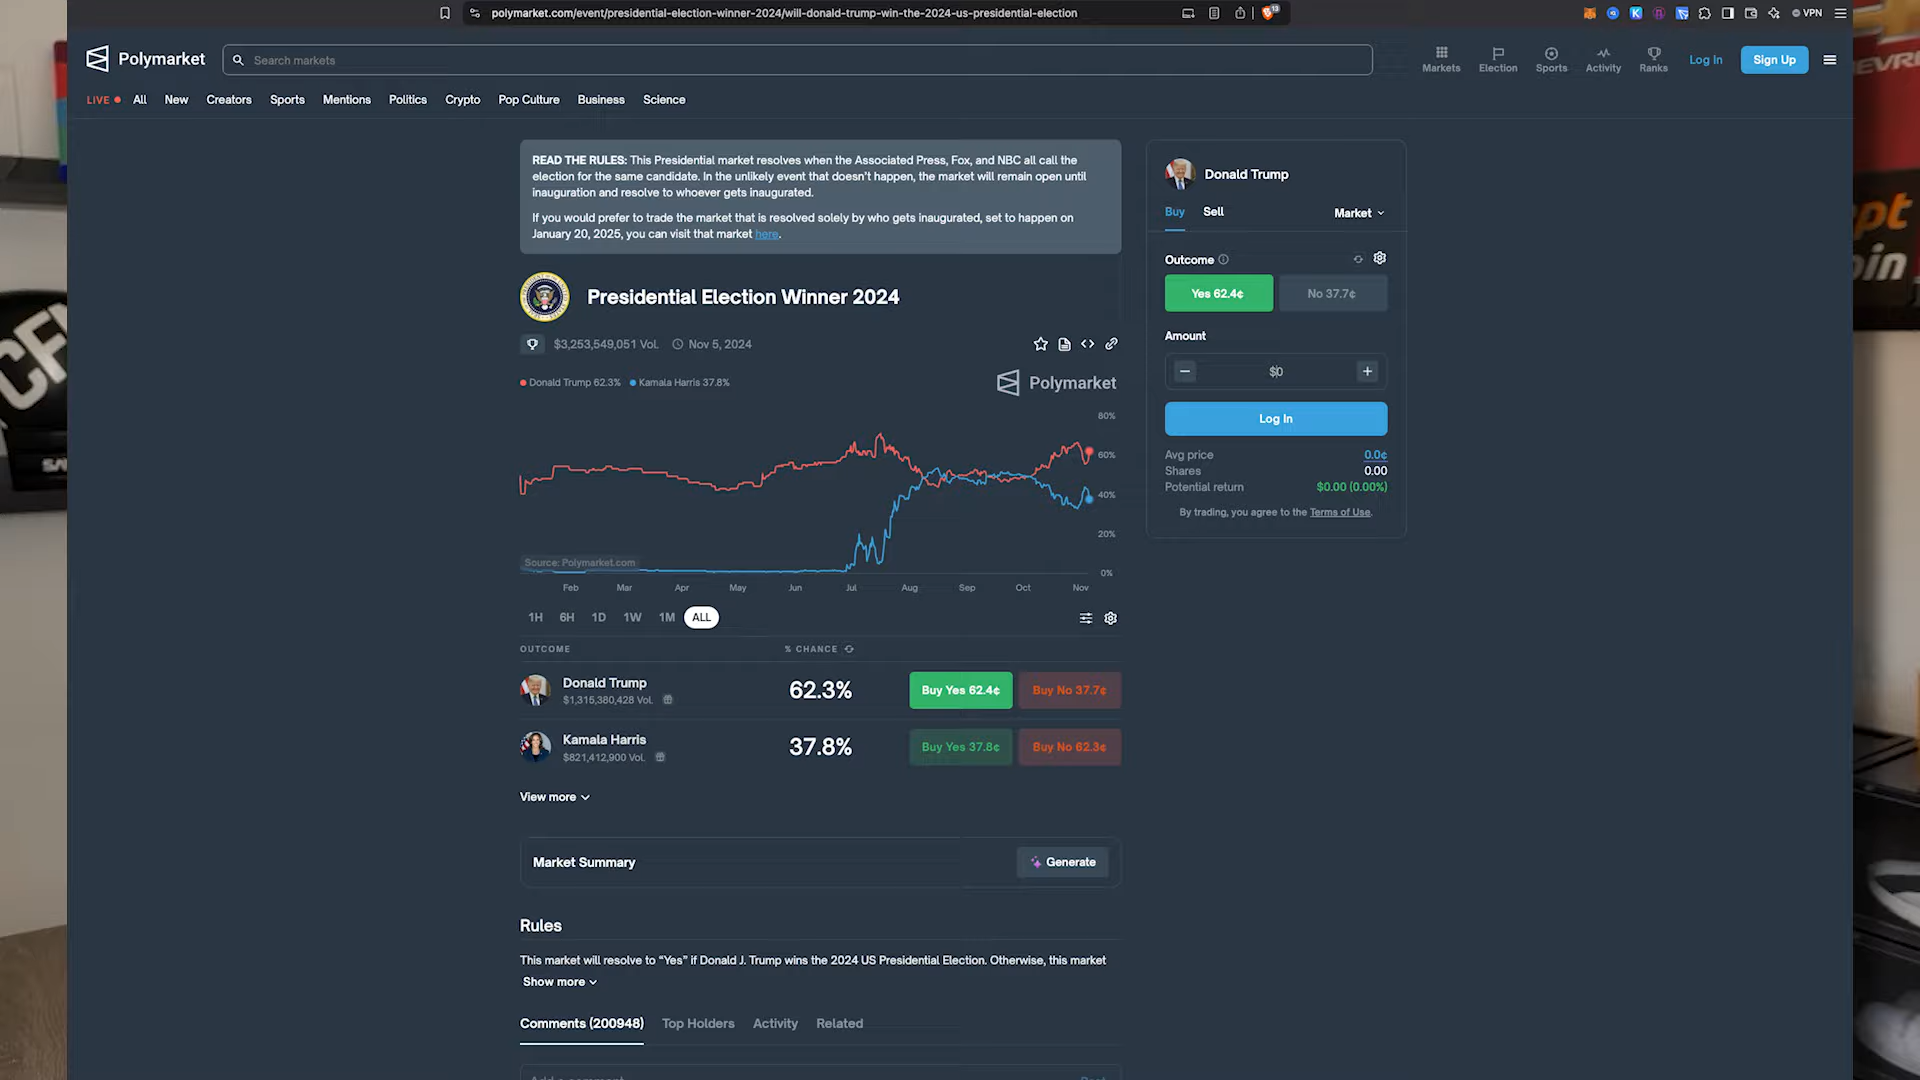 polymarket.com/event/presidential-election-winner-2024/will-donald-trump-win-the-2024-us-presidential-election
13
VPN
Polymarket
Search markets
Markets
Election
Sports
Activity
Ranks
Log In
Sign Up
LIVE
All
New
Creators
Sports
Mentions
Politics
Crypto
Pop Culture
Business
Science
READ THE RULES: This Presidential market resolves when the Associated Press, Fox, and NBC all call the
election for the same candidate. In the unlikely event that doesn't happen, the market will remain open until
inauguration and resolve to whoever gets inaugurated.
If you would prefer to trade the market that is resolved solely by who gets inaugurated, set to happen on
January 20, 2025, you can visit that market here.
Presidential Election Winner 2024
$3,253,549,051 Vol.
Nov 5, 2024
Donald Trump 62.3%
Kamala Harris 37.8%
Polymarket
80%
60%
40%
20%
0%
Source: Polymarket.com
Feb
Mar
Apr
May
Jun
Jul
Aug
Sep
Oct
Nov
1H
6H
1D
1W
1M
ALL
OUTCOME
% CHANCE
Donald Trump
$1,315,380,428 Vol.
62.3%
Buy Yes 62.4¢
Buy No 37.7¢
Kamala Harris
$821,412,900 Vol.
37.8%
Buy Yes 37.8¢
Buy No 62.3¢
View more
Market Summary
Generate
Rules
This market will resolve to “Yes” if Donald J. Trump wins the 2024 US Presidential Election. Otherwise, this market
Show more
Comments (200948)
Top Holders
Activity
Related
Donald Trump
Buy
Sell
Market
Outcome
Yes 62.4¢
No 37.7¢
Amount
$0
Log In
Avg price
0.0¢
Shares
0.00
Potential return
$0.00 (0.00%)
By trading, you agree to the Terms of Use.